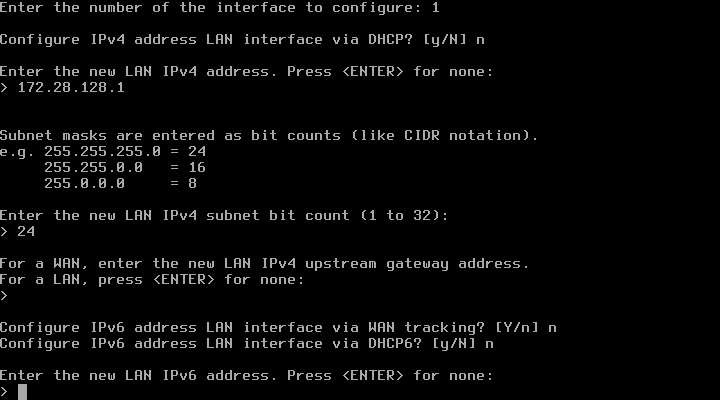 Enter the number of the interface to configure: 1
Configure IPv4 address LAN interface via DHCP? [y/N] n
Enter the new LAN IPv4 address. Press <ENTER> for none:
> 172.28.128.1
Subnet masks are entered as bit counts (like CIDR notation).
e.g. 255.255.255.0 = 24
     255.255.0.0   = 16
     255.0.0.0     = 8
Enter the new LAN IPv4 subnet bit count (1 to 32):
> 24
For a WAN, enter the new LAN IPv4 upstream gateway address.
For a LAN, press <ENTER> for none:
>
Configure IPv6 address LAN interface via WAN tracking? [Y/n] n
Configure IPv6 address LAN interface via DHCP6? [y/N] n
Enter the new LAN IPv6 address. Press <ENTER> for none:
>